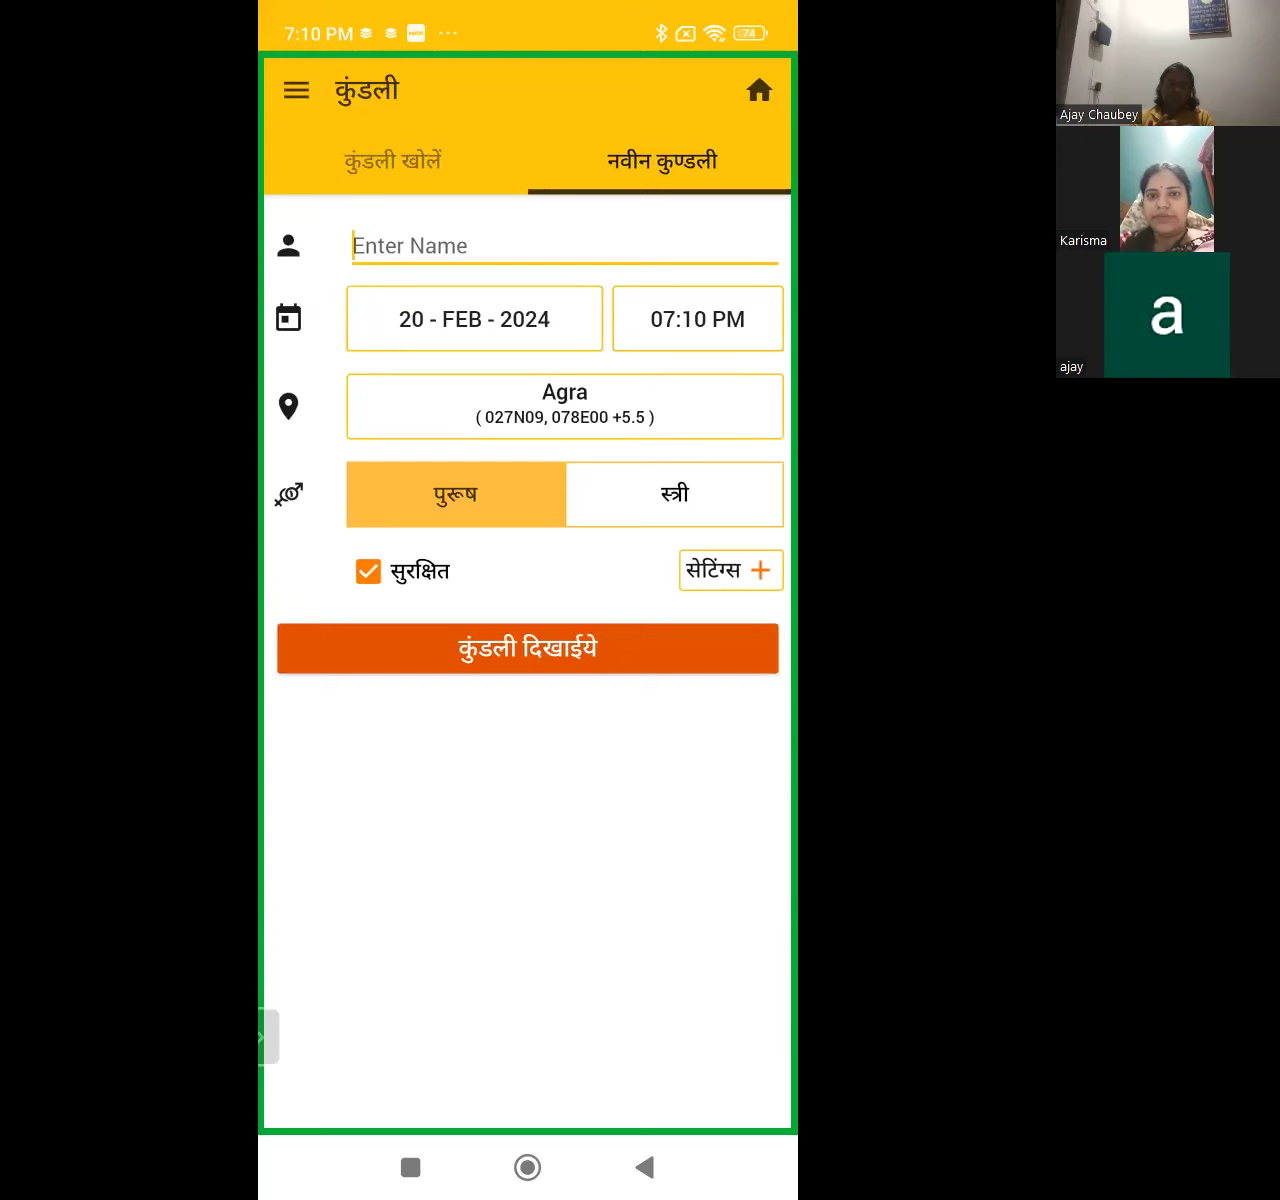 7:10 PM
74
कुंडली
कुंडली खोलें
नवीन कुण्डली
Enter Name
20 - FEB - 2024
07:10 PM
Agra
( 027N09, 078E00 +5.5 )
पुरूष
स्त्री
सुरक्षित
सेटिंग्स
कुंडली दिखाईये
Ajay Chaubey
Karisma
a
ajay